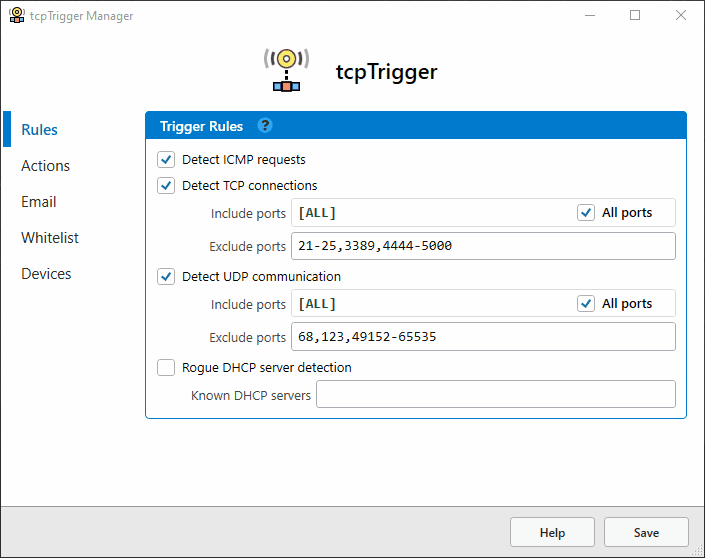 tcpTrigger Manager
tcpTrigger
Rules
Actions
Email
Whitelist
Devices
Trigger Rules ?
Detect ICMP requests
Detect TCP connections
Include ports [ALL] All ports
Exclude ports 21-25,3389,4444-5000
Detect UDP communication
Include ports [ALL] All ports
Exclude ports 68,123,49152-65535
Rogue DHCP server detection
Known DHCP servers
Help Save